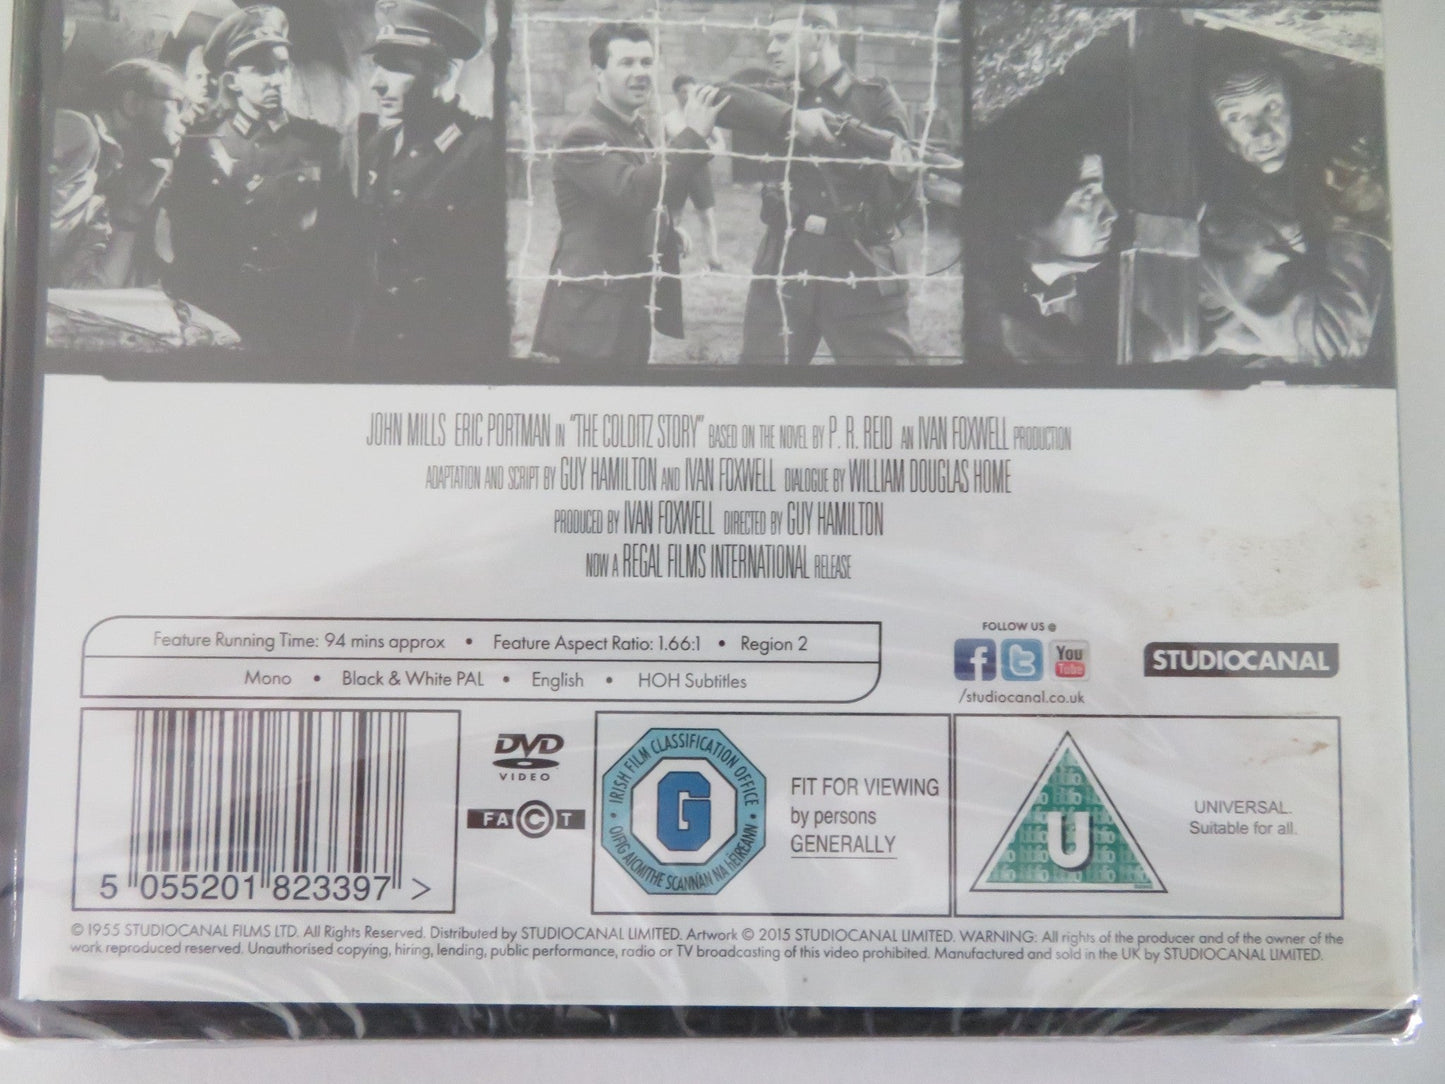 JOHN MILLS ERIC PORTMAN IN "THE COLDITZ STORY" BASED ON THE NOVEL BY P. R. REID AN IVAN FOXWELL PRODUCTION
ADAPTATION AND SCRIPT BY GUY HAMILTON AND IVAN FOXWELL DIALOGUE BY WILLIAM DOUGLAS HOME
PRODUCED BY IVAN FOXWELL DIRECTED BY GUY HAMILTON
NOW A REGAL FILMS INTERNATIONAL RELEASE
Feature Running Time: 94 mins approx • Feature Aspect Ratio: 1.66:1 • Region 2
Mono • Black & White PAL • English • HOH Subtitles
FOLLOW US @
f t You Tube
/studiocanal.co.uk
STUDIOCANAL
5 055201 823397 >
DVD
VIDEO
FACT
IRISH FILM CLASSIFICATION OFFICE
G
OIFIG AICMITHE SCANNÁN NA hÉIREANN
FIT FOR VIEWING
by persons
GENERALLY
U
UNIVERSAL.
Suitable for all.
© 1955 STUDIOCANAL FILMS LTD. All Rights Reserved. Distributed by STUDIOCANAL LIMITED. Artwork © 2015 STUDIOCANAL LIMITED. WARNING: All rights of the producer and of the owner of the
work reproduced reserved. Unauthorised copying, hiring, lending, public performance, radio or TV broadcasting of this video prohibited. Manufactured and sold in the UK by STUDIOCANAL LIMITED.